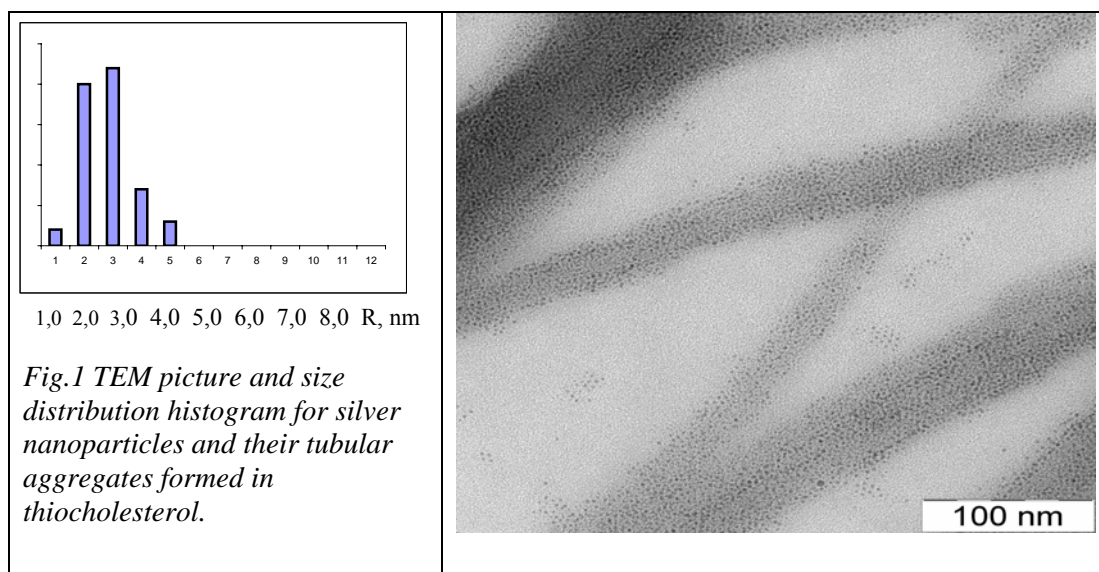 1 2 3 4 5 6 7 8 9 10 11 12
1,0 2,0 3,0 4,0 5,0 6,0 7,0 8,0 R, nm
Fig.1 TEM picture and size
distribution histogram for silver
nanoparticles and their tubular
aggregates formed in
thiocholesterol.
100 nm